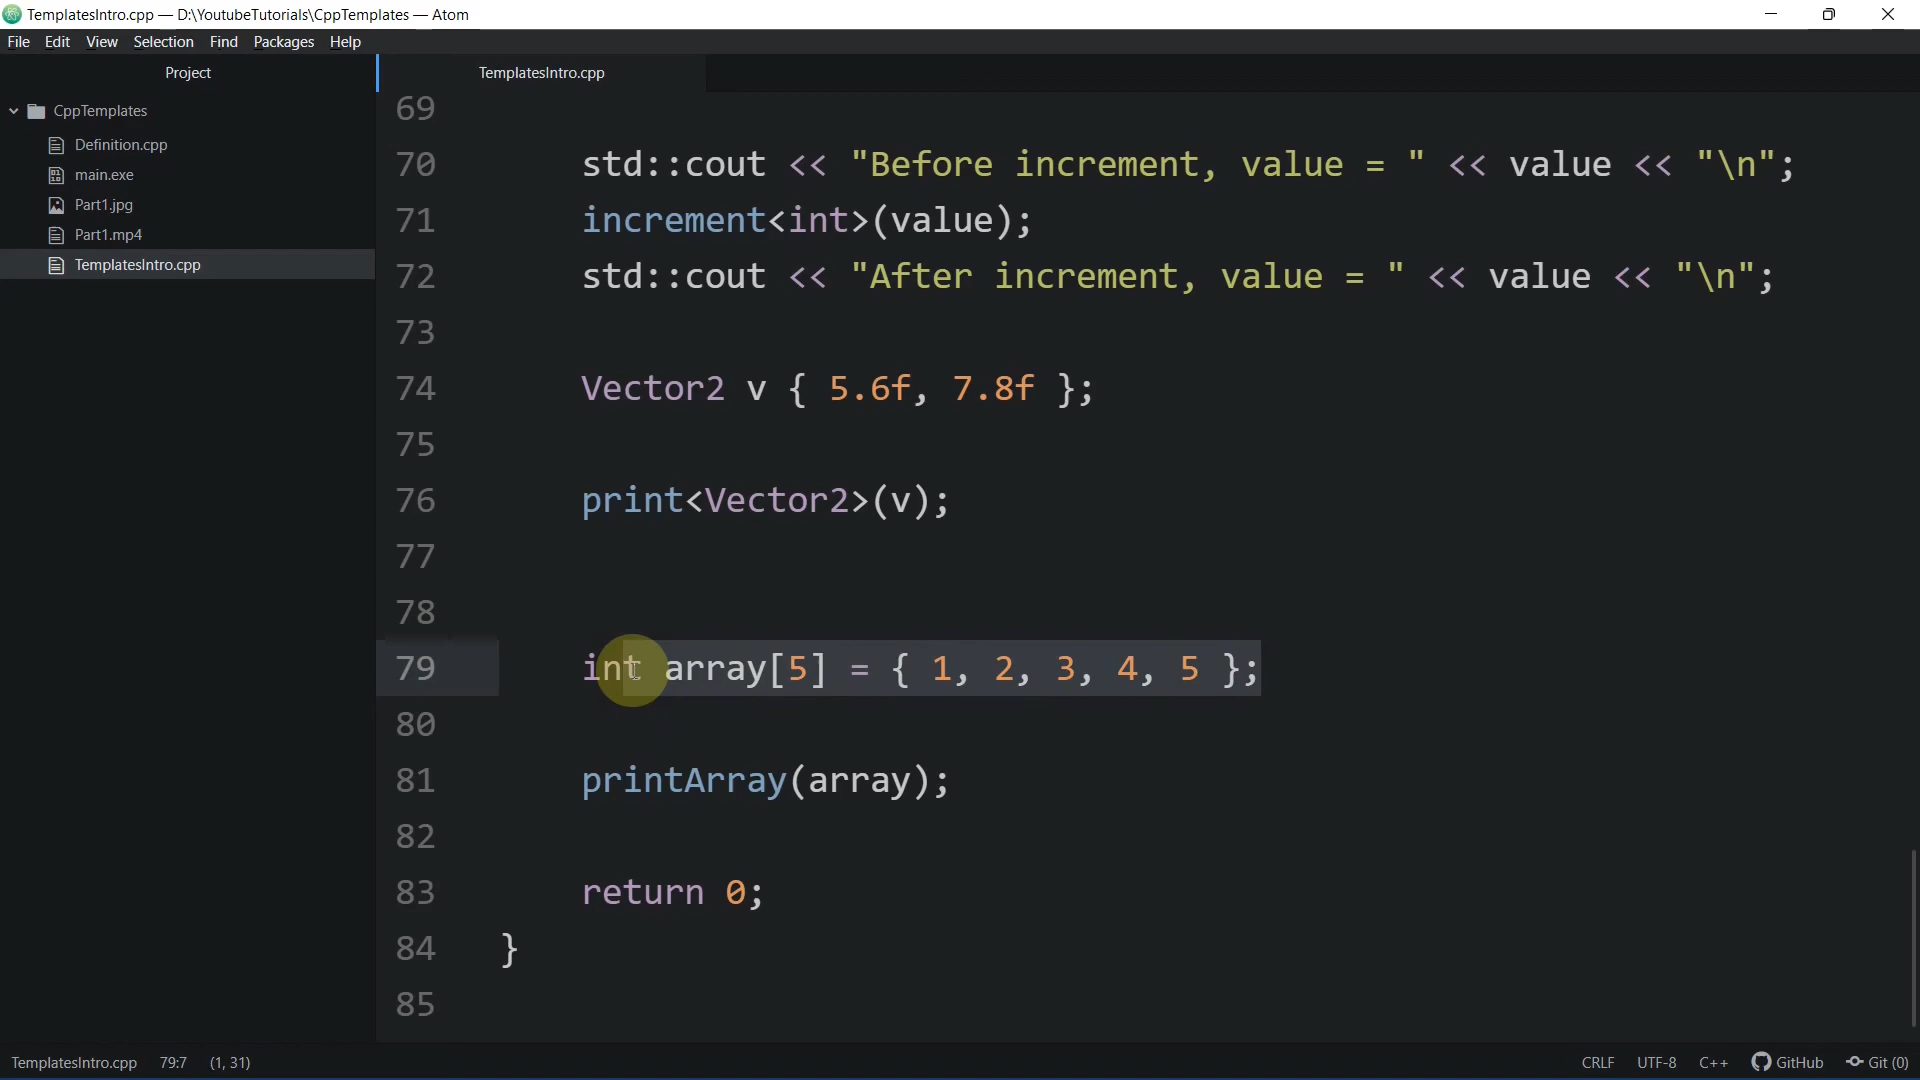 TemplatesIntro.cpp — D:\YoutubeTutorials\CppTemplates — Atom
File Edit View Selection Find Packages Help
Project
TemplatesIntro.cpp
CppTemplates
Definition.cpp
main.exe
Part1.jpg
Part1.mp4
TemplatesIntro.cpp
69
70 std::cout << "Before increment, value = " << value << "\n";
71 increment<int>(value);
72 std::cout << "After increment, value = " << value << "\n";
73
74 Vector2 v { 5.6f, 7.8f };
75
76 print<Vector2>(v);
77
78
79 int array[5] = { 1, 2, 3, 4, 5 };
80
81 printArray(array);
82
83 return 0;
84 }
85
TemplatesIntro.cpp 79:7 (1, 31) CRLF UTF-8 C++ GitHub Git (0)